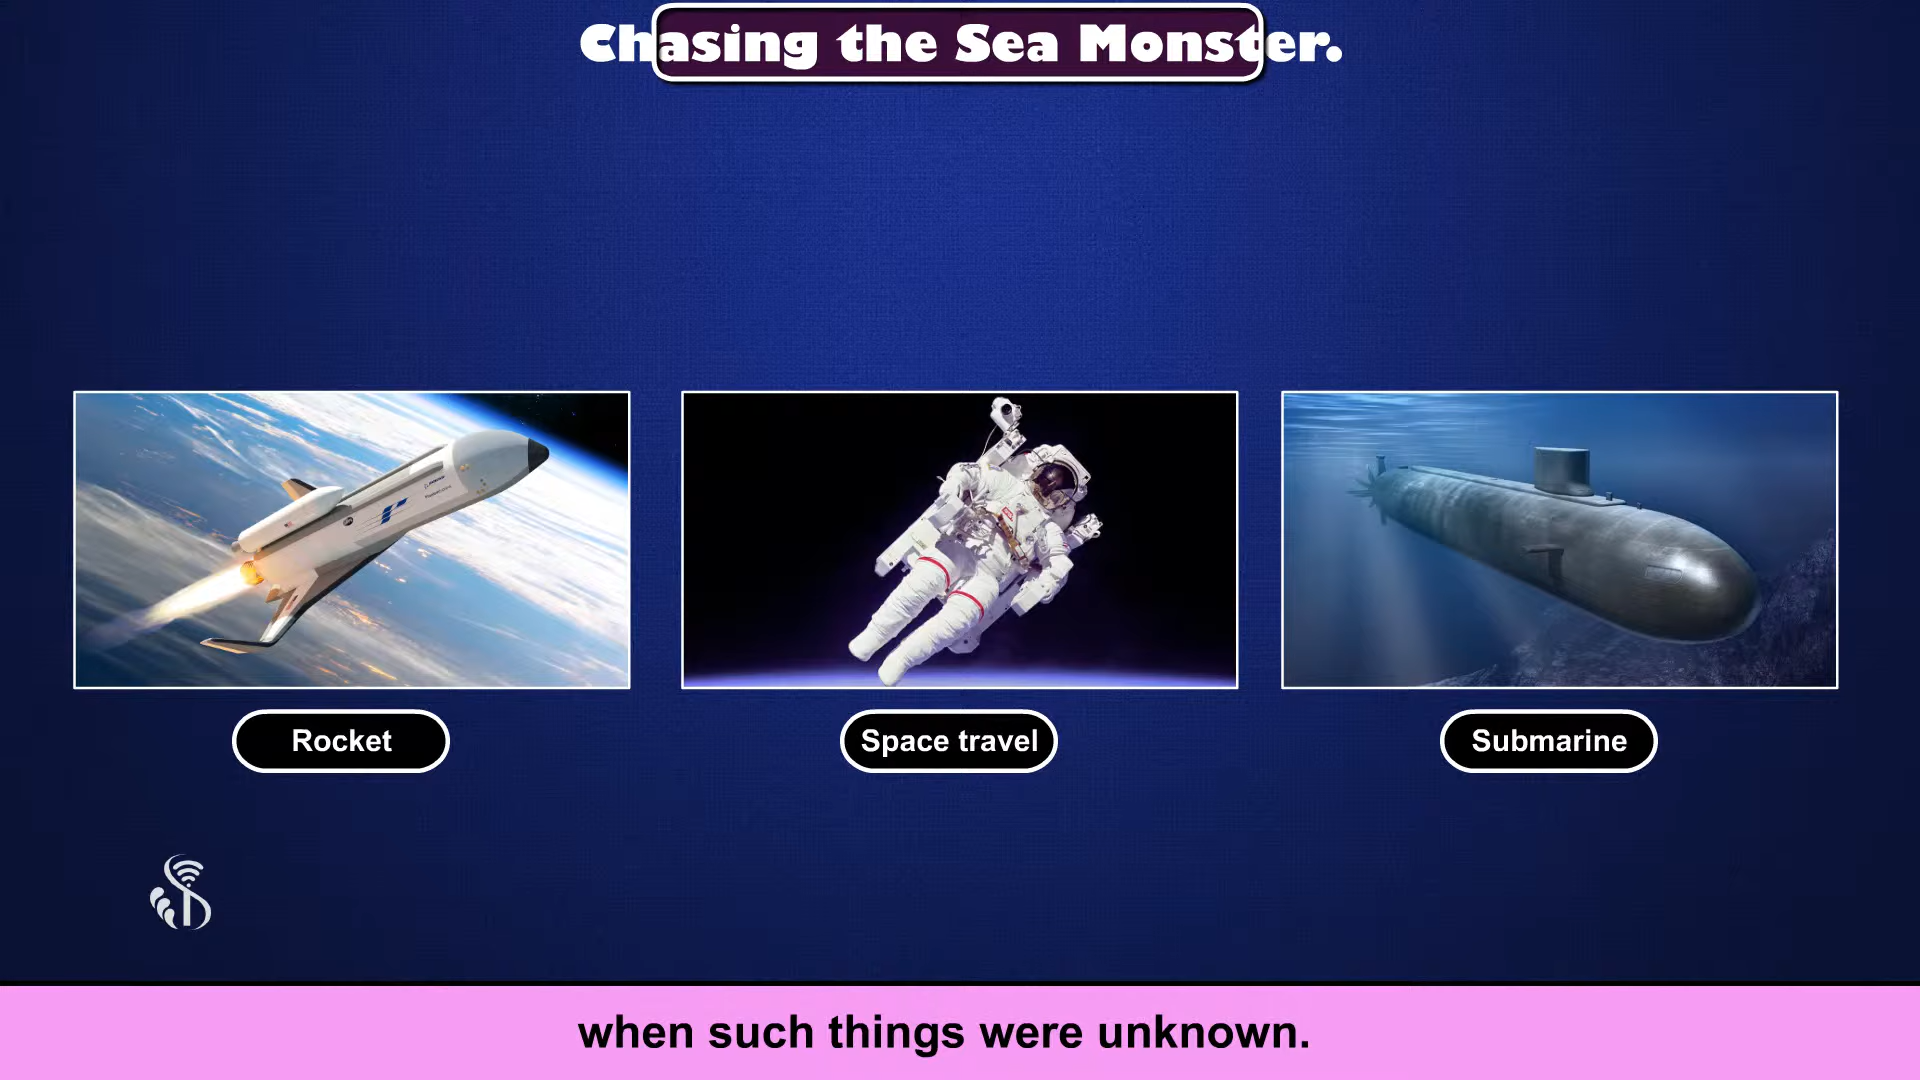 Chasing the Sea Monster.
Rocket
Space travel
Submarine
when such things were unknown.